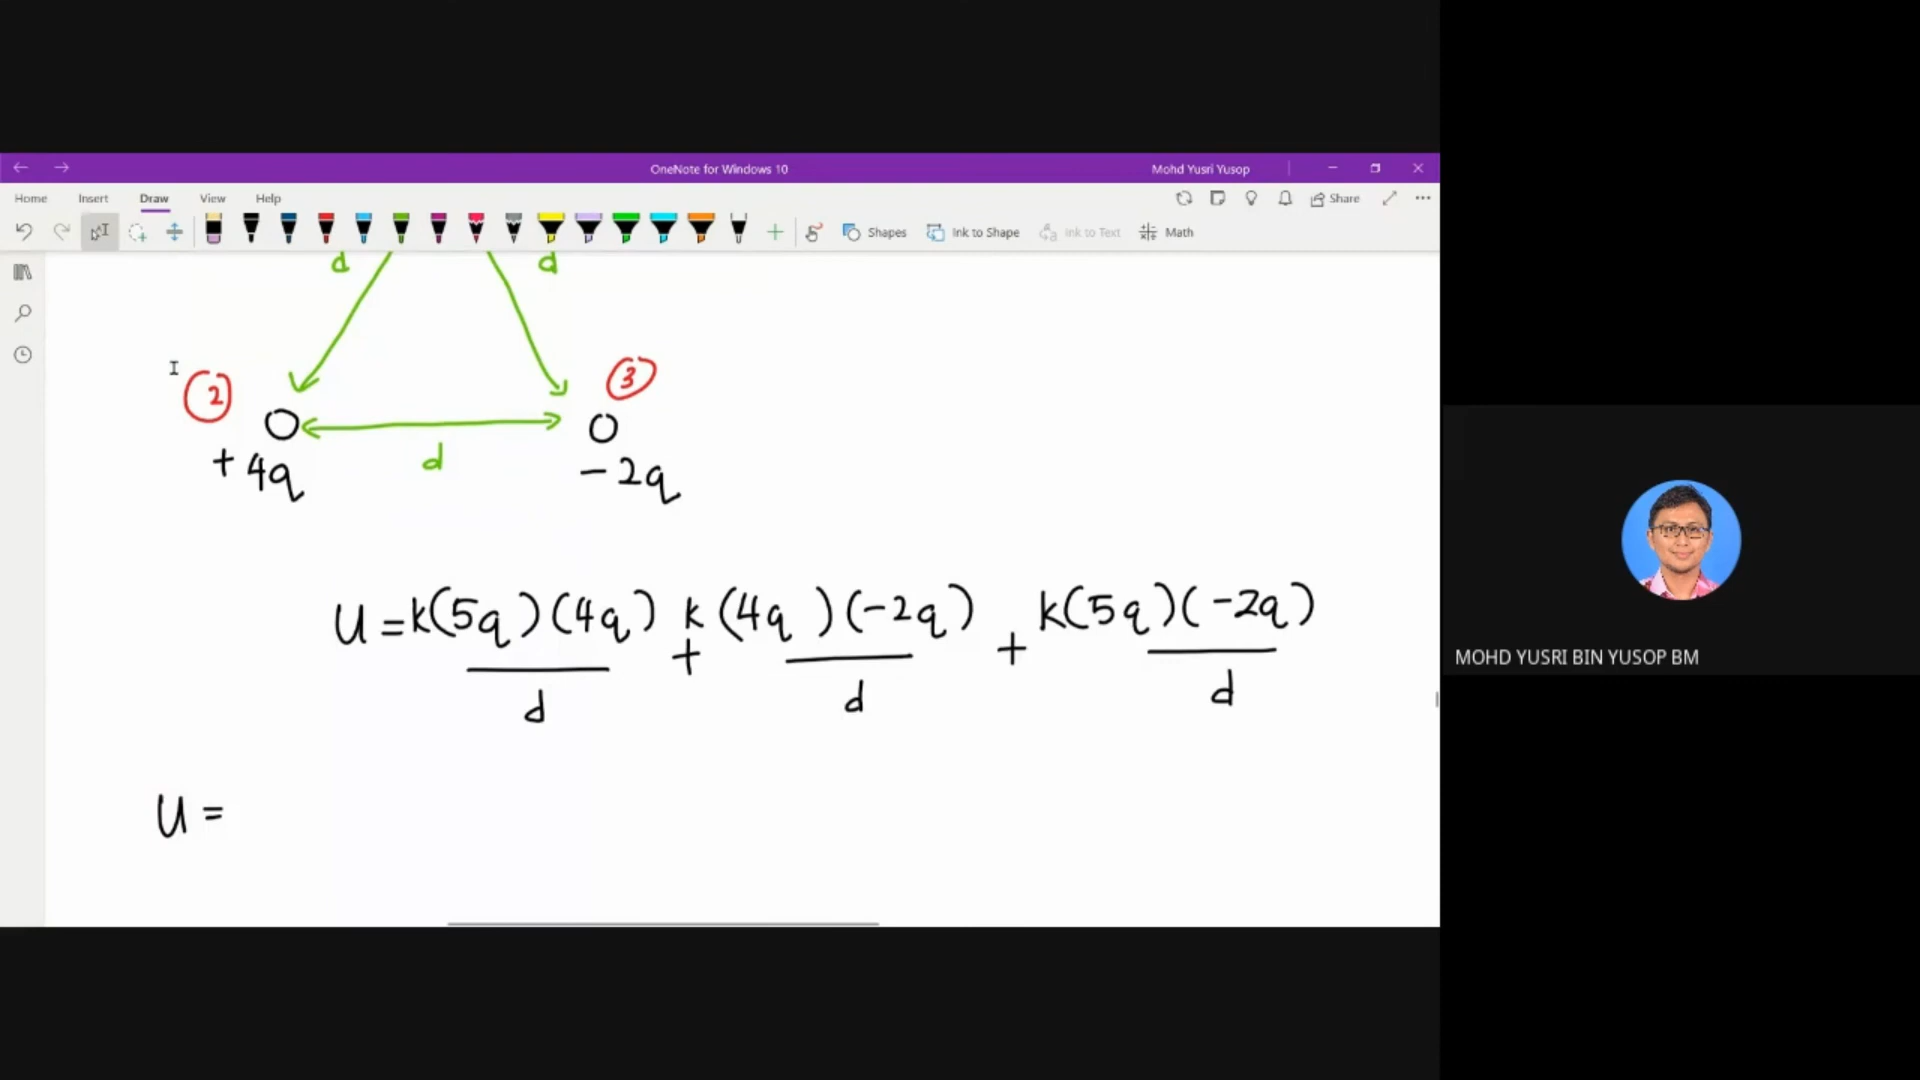 OneNote for Windows 10
Mohd Yusri Yusop
Home Insert Draw View Help
Share
Shapes Ink to Shape Ink to Text Math
d d
2 3
d
+ 4q - 2q
U = k(5q)(4q)/d + k(4q)(-2q)/d + k(5q)(-2q)/d
U =
MOHD YUSRI BIN YUSOP BM